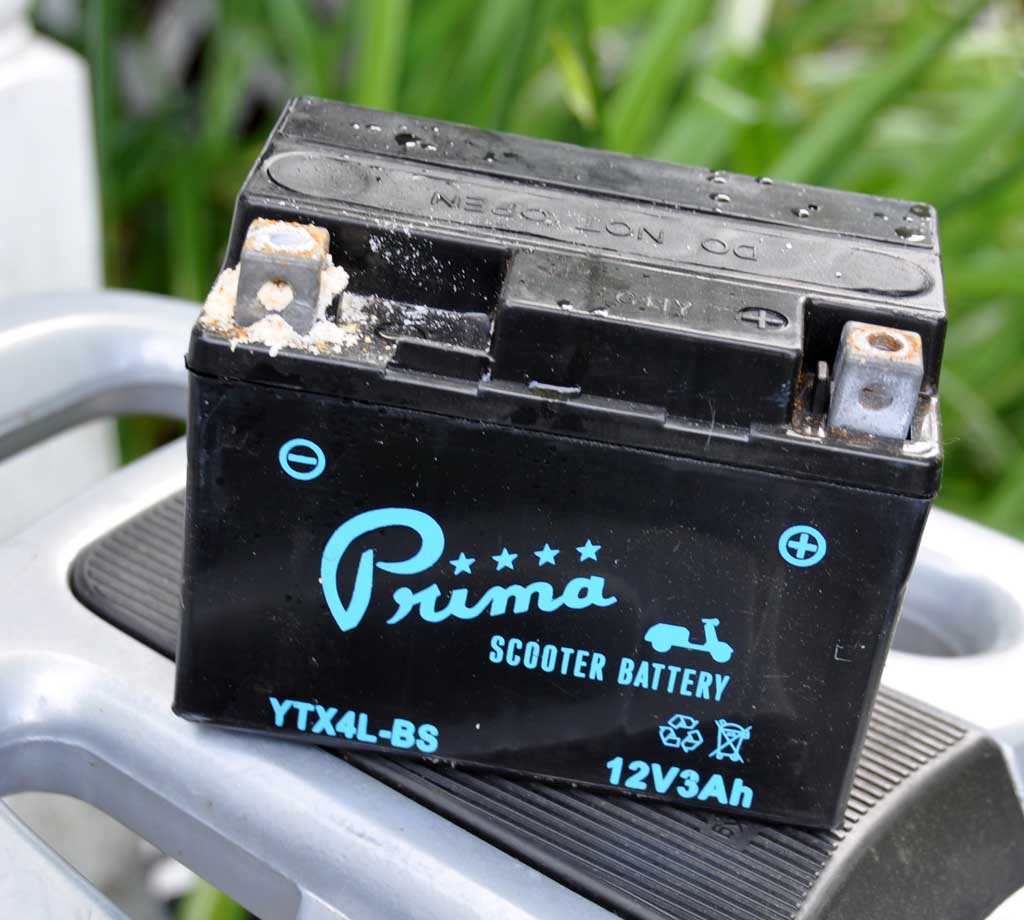 DO NOT OPEN
Prima
SCOOTER BATTERY
YTX4L-BS
12V3Ah